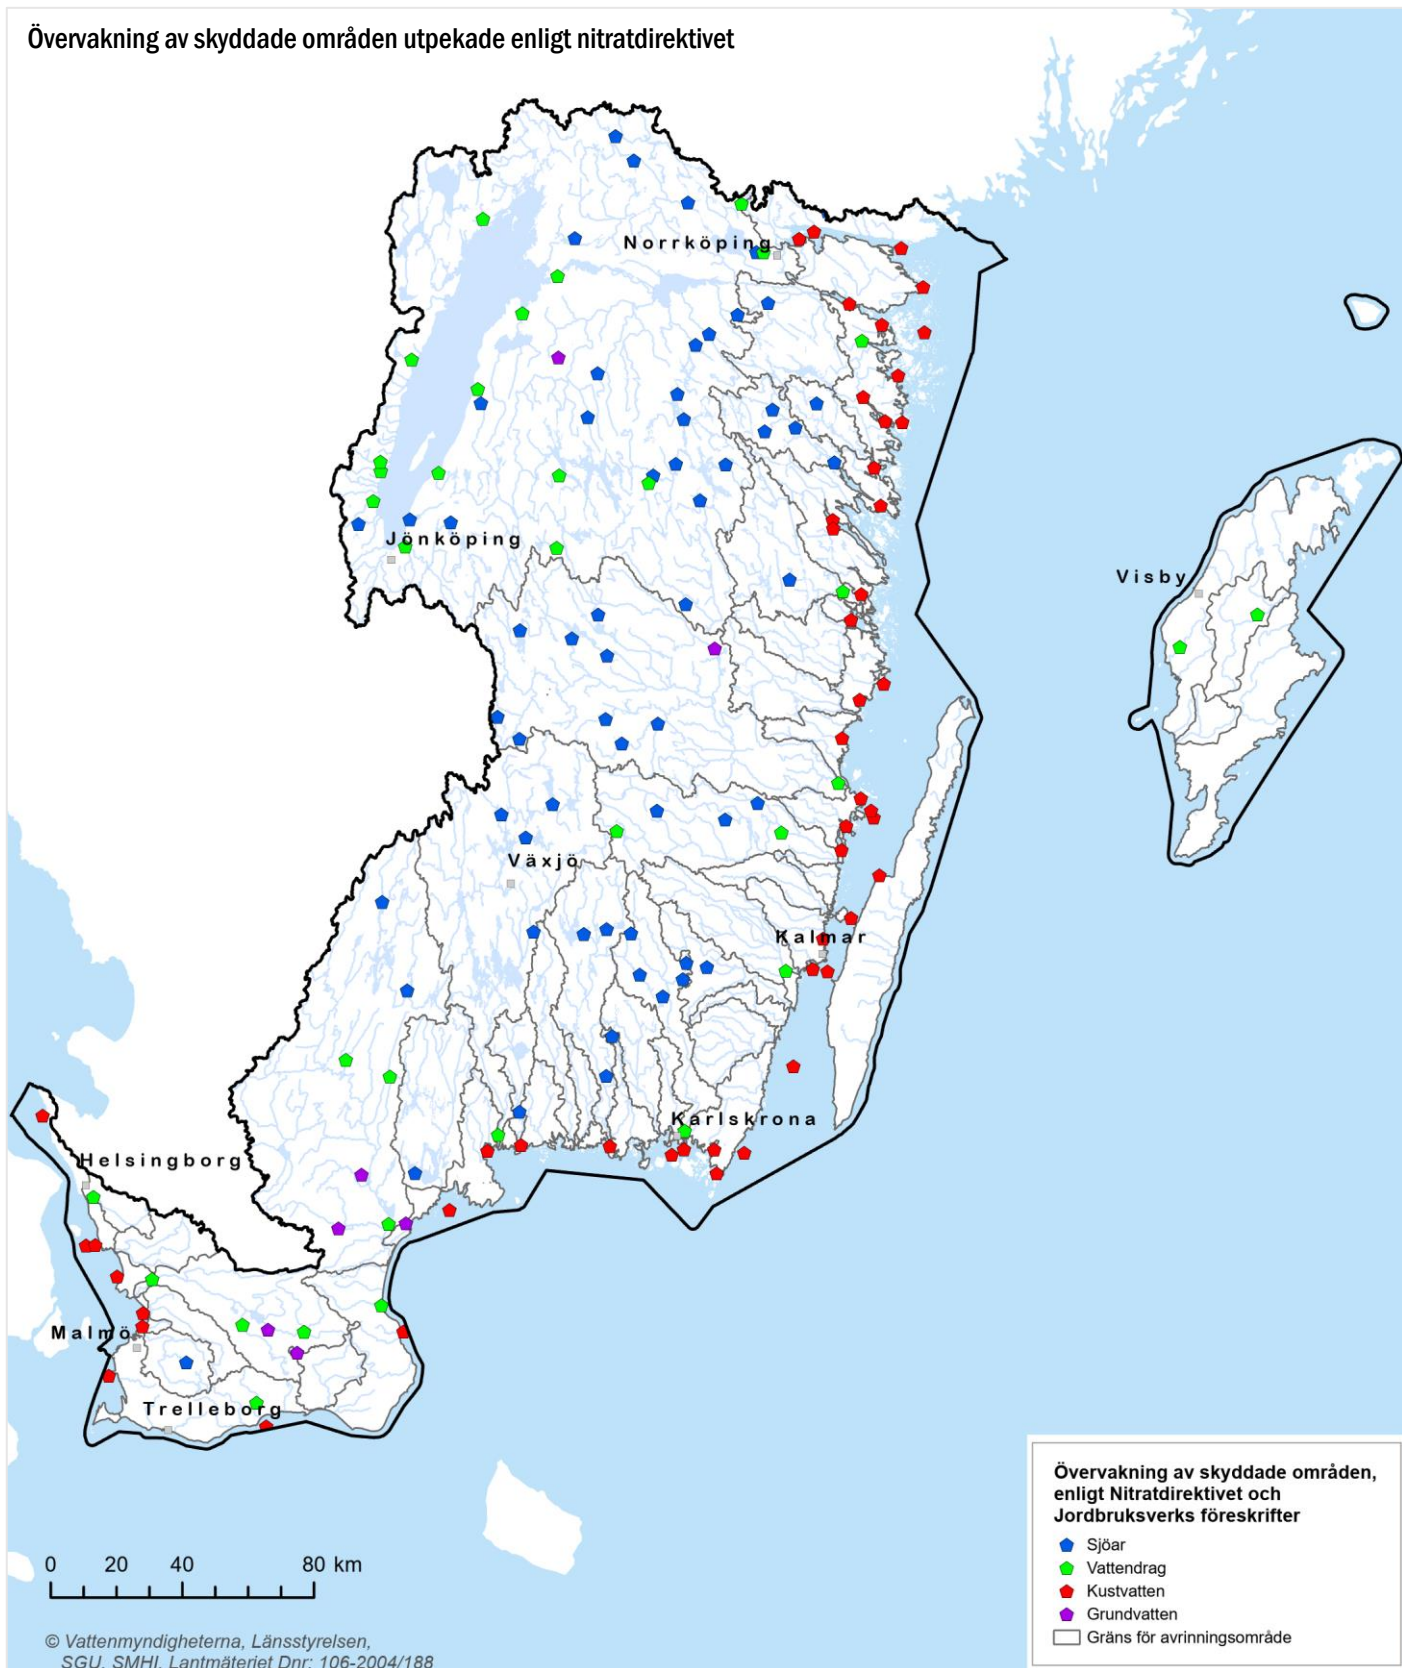 Övervakning av skyddade områden utpekade enligt nitratdirektivet
Norrköping
Jönköping
Visby
Växjö
Kalmar
Karlskrona
Helsingborg
Malmö
Trelleborg
Övervakning av skyddade områden,
enligt Nitratdirektivet och
Jordbruksverks föreskrifter
Sjöar
Vattendrag
Kustvatten
Grundvatten
Gräns för avrinningsområde
0 20 40 80 km
© Vattenmyndigheterna, Länsstyrelsen,
SGU, SMHI, Lantmäteriet Dnr: 106-2004/188